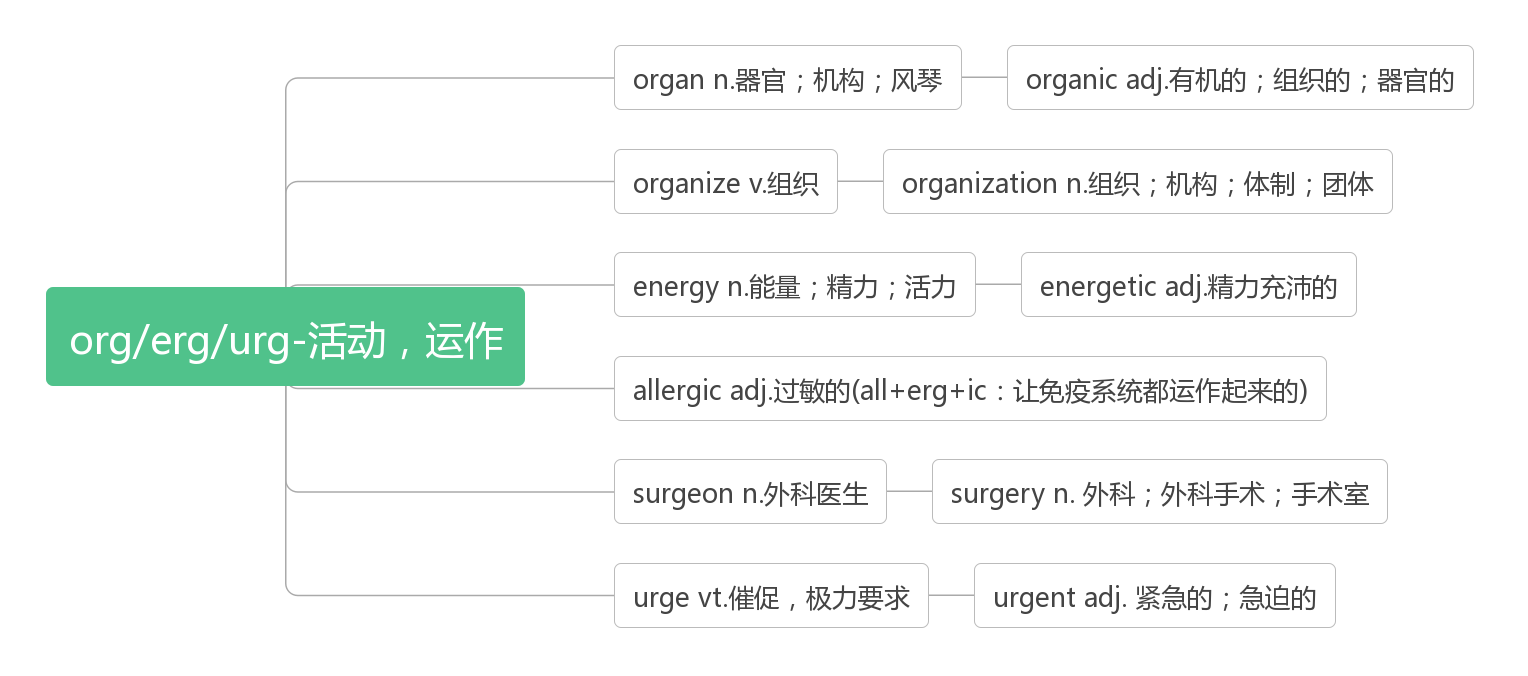 organ n.器官；机构；风琴
organic adj.有机的；组织的；器官的
organize v.组织
organization n.组织；机构；体制；团体
energy n.能量；精力；活力
energetic adj.精力充沛的
org/erg/urg-活动，运作
allergic adj.过敏的(all+erg+ic：让免疫系统都运作起来的)
surgeon n.外科医生
surgery n. 外科；外科手术；手术室
urge vt.催促，极力要求
urgent adj. 紧急的；急迫的